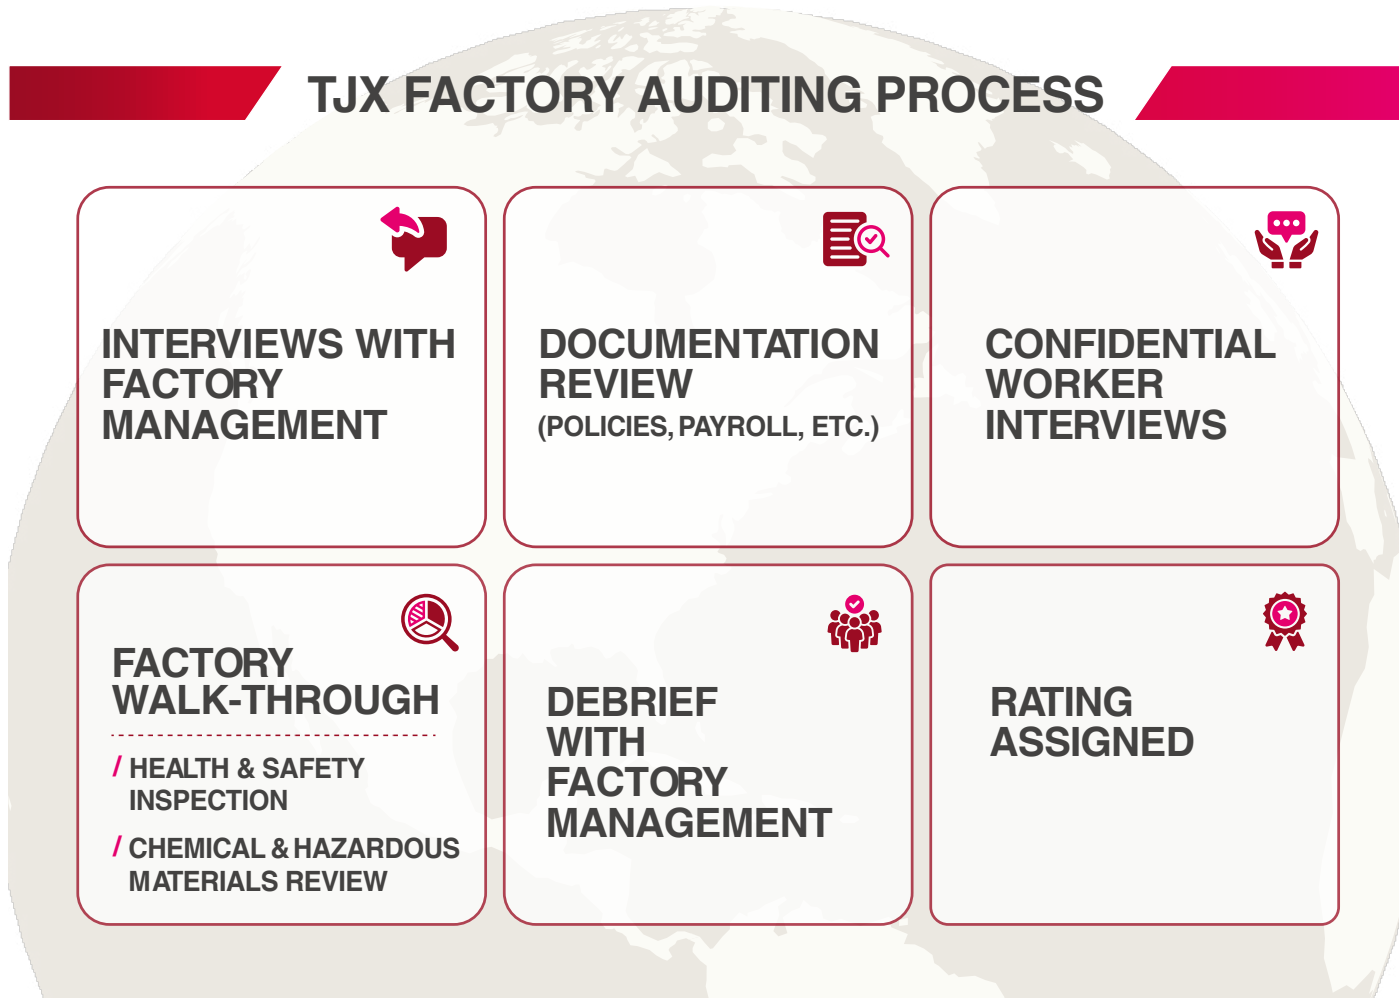 TJX FACTORY AUDITING PROCESS
INTERVIEWS WITH
FACTORY
MANAGEMENT
DOCUMENTATION
REVIEW
(POLICIES, PAYROLL, ETC.)
CONFIDENTIAL
WORKER
INTERVIEWS
FACTORY
WALK-THROUGH
/ HEALTH & SAFETY
INSPECTION
/ CHEMICAL & HAZARDOUS
MATERIALS REVIEW
DEBRIEF
WITH
FACTORY
MANAGEMENT
RATING
ASSIGNED